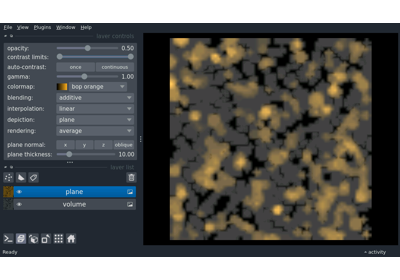 File View Plugins Window Help
layer controls
opacity: 0.50
contrast limits:
auto-contrast: once continuous
gamma: 1.00
colormap: bop orange
blending: additive
interpolation: linear
depiction: plane
rendering: average
plane normal: x y z oblique
plane thickness: 10.00
layer list
plane
volume
Ready activity